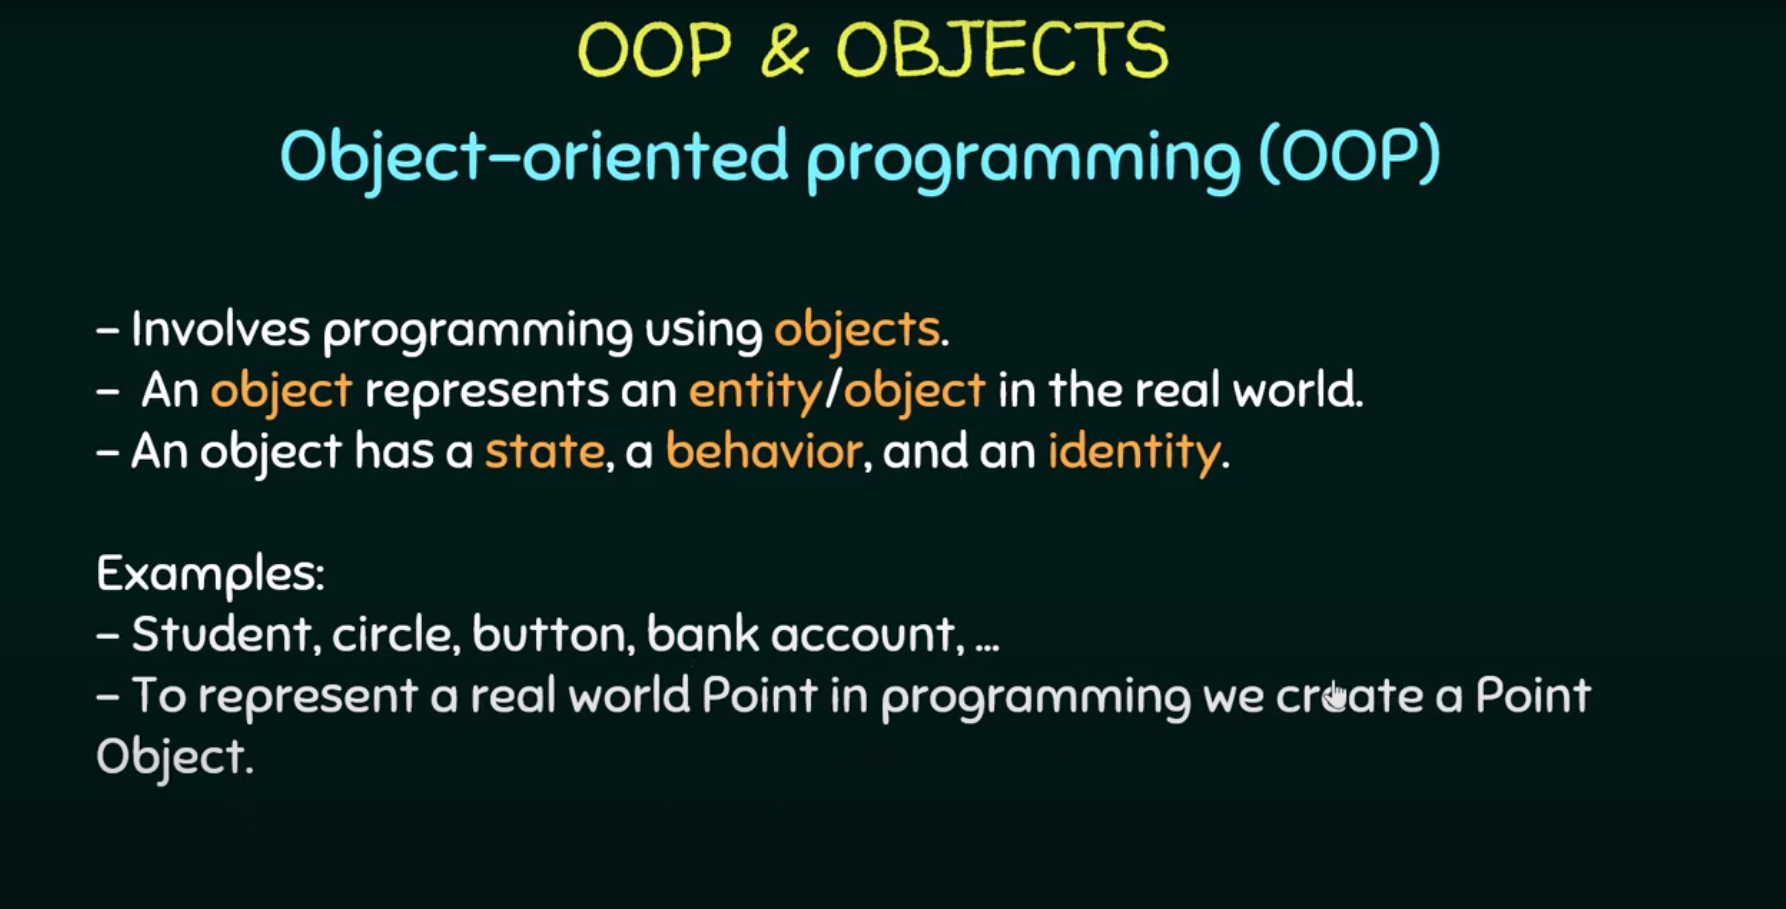 OOP & OBJECTS
Object-oriented programming (OOP)
- Involves programming using objects.
- An object represents an entity/object in the real world.
- An object has a state, a behavior, and an identity.
Examples:
- Student, circle, button, bank account, ...
- To represent a real world Point in programming we create a Point
Object.